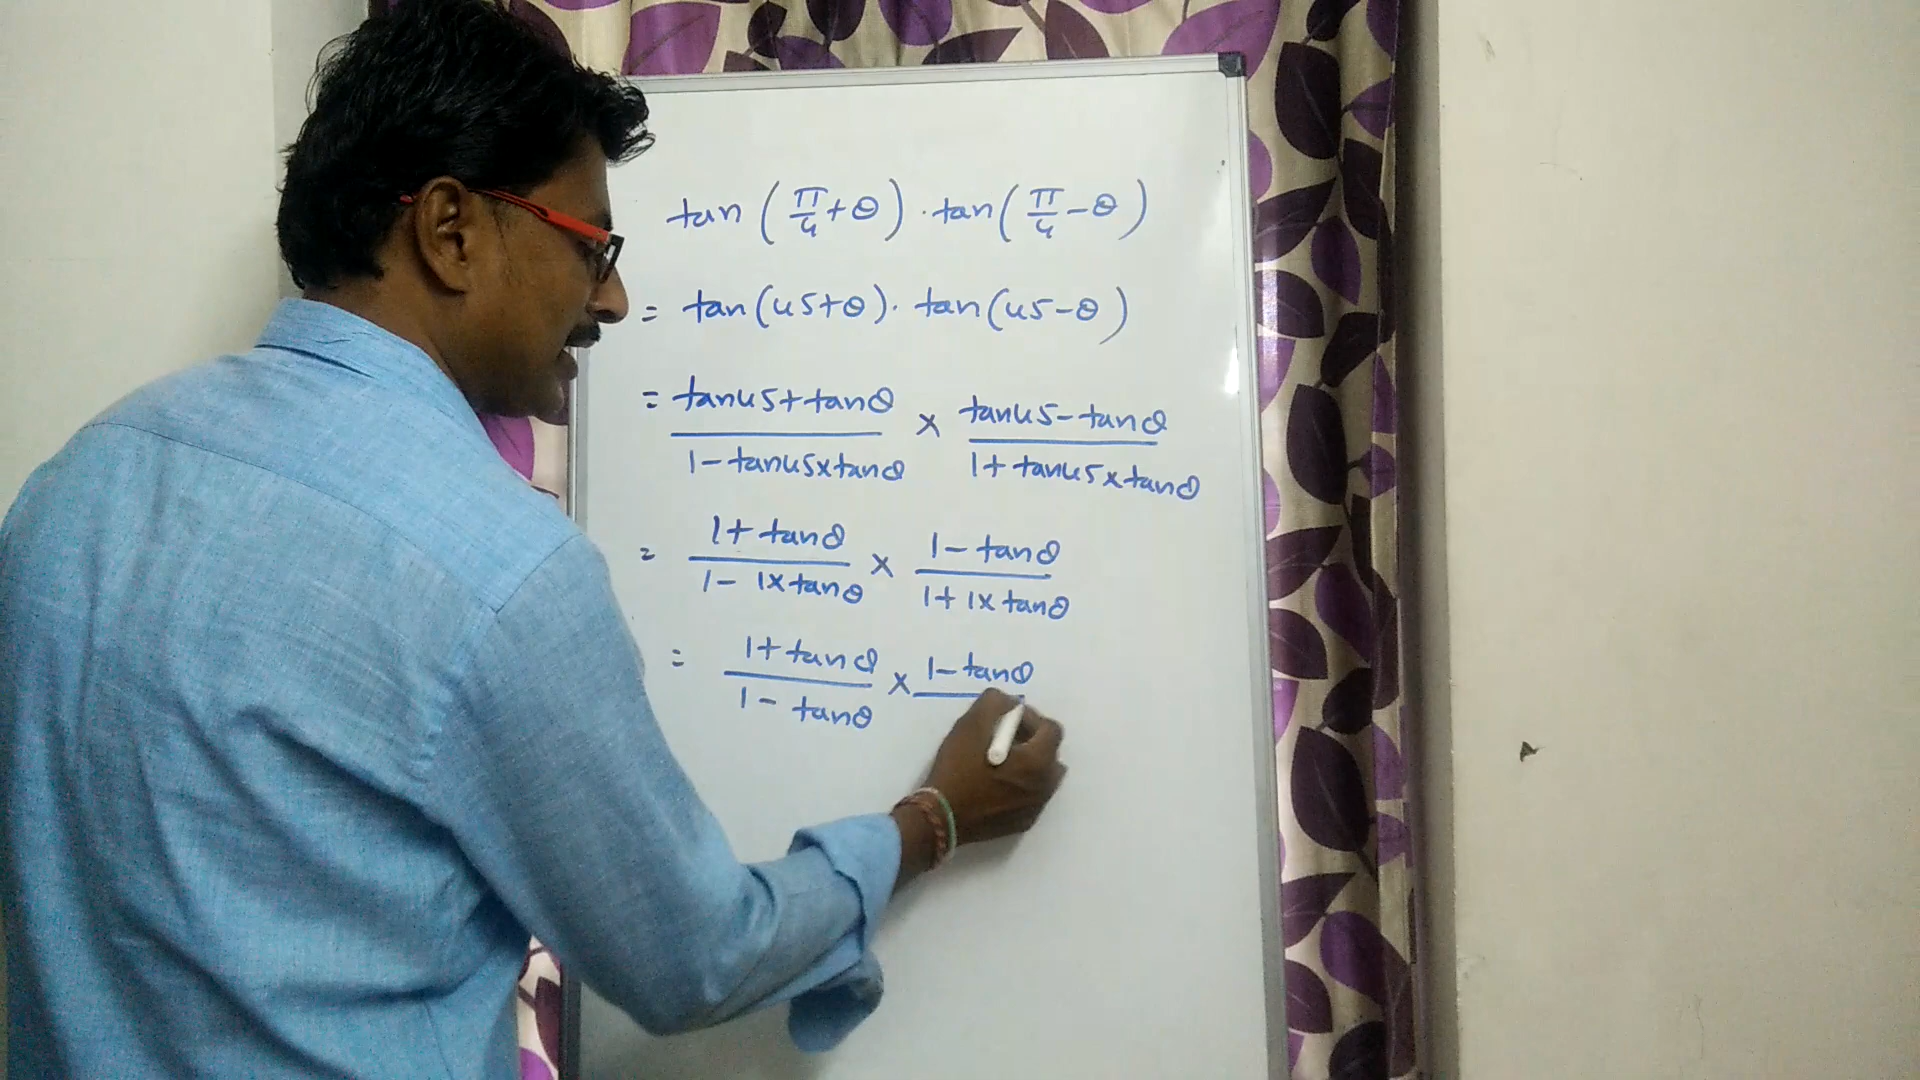 tan (π/4 + θ) · tan (π/4 - θ)
= tan (45+θ) · tan (45-θ)
= (tan45 + tanθ)/(1 - tan45 × tanθ) × (tan45 - tanθ)/(1 + tan45 × tanθ)
= (1 + tanθ)/(1 - 1 × tanθ) × (1 - tanθ)/(1 + 1 × tanθ)
= (1 + tanθ)/(1 - tanθ) × 1 - tanθ